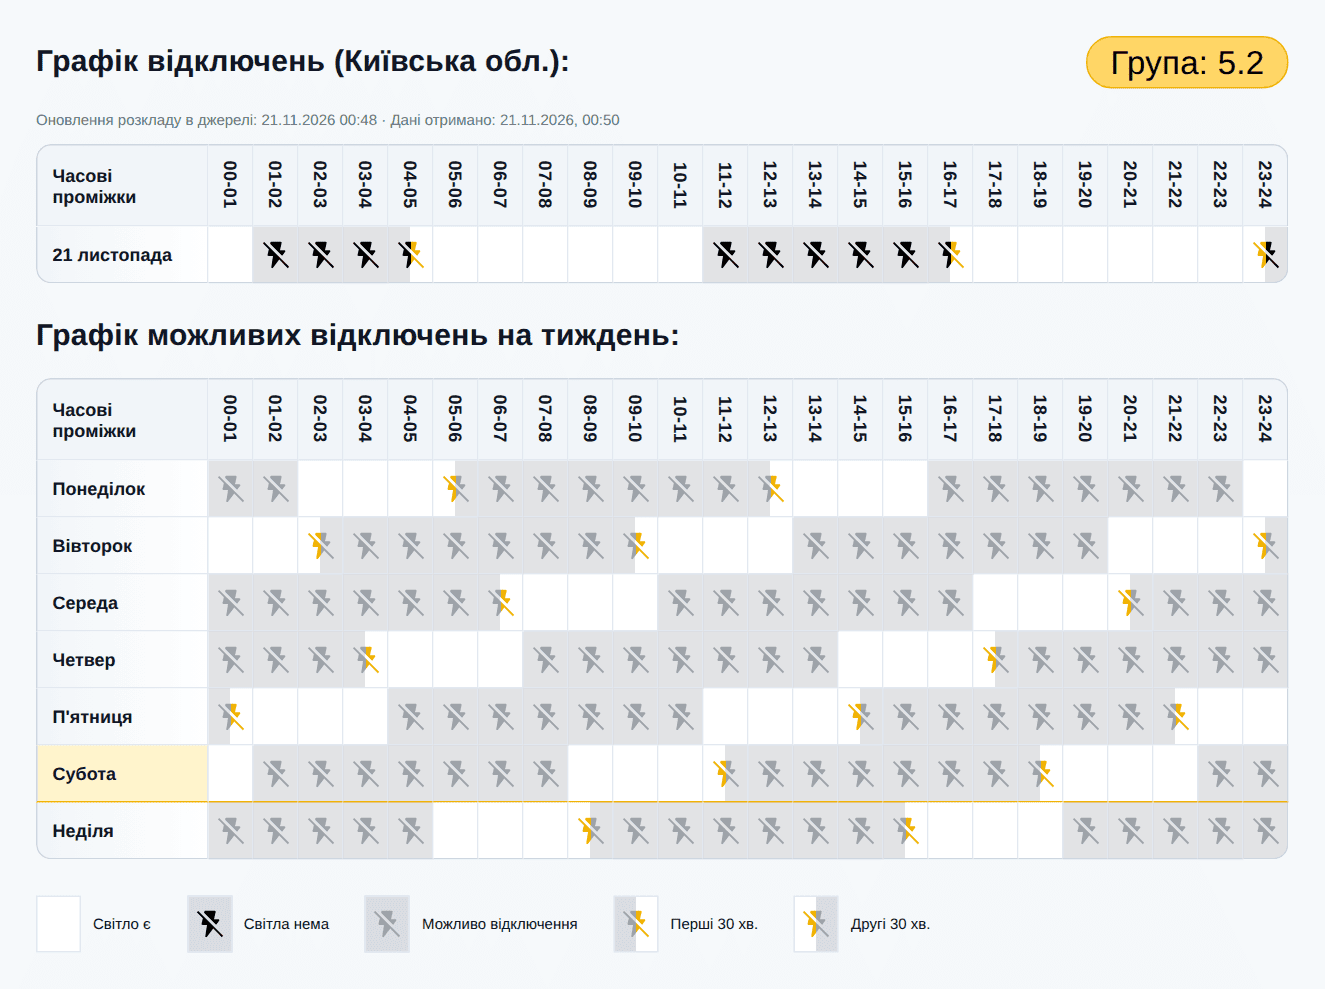 Графік відключень (Київська обл.):
Група: 5.2
Оновлення розкладу в джерелі: 21.11.2026 00:48 · Дані отримано: 21.11.2026, 00:50
Часові проміжки 00-01 01-02 02-03 03-04 04-05 05-06 06-07 07-08 08-09 09-10 10-11 11-12 12-13 13-14 14-15 15-16 16-17 17-18 18-19 19-20 20-21 21-22 22-23 23-24
21 листопада
Графік можливих відключень на тиждень:
Часові проміжки 00-01 01-02 02-03 03-04 04-05 05-06 06-07 07-08 08-09 09-10 10-11 11-12 12-13 13-14 14-15 15-16 16-17 17-18 18-19 19-20 20-21 21-22 22-23 23-24
Понеділок
Вівторок
Середа
Четвер
П'ятниця
Субота
Неділя
Світло є Світла нема Можливо відключення Перші 30 хв. Другі 30 хв.